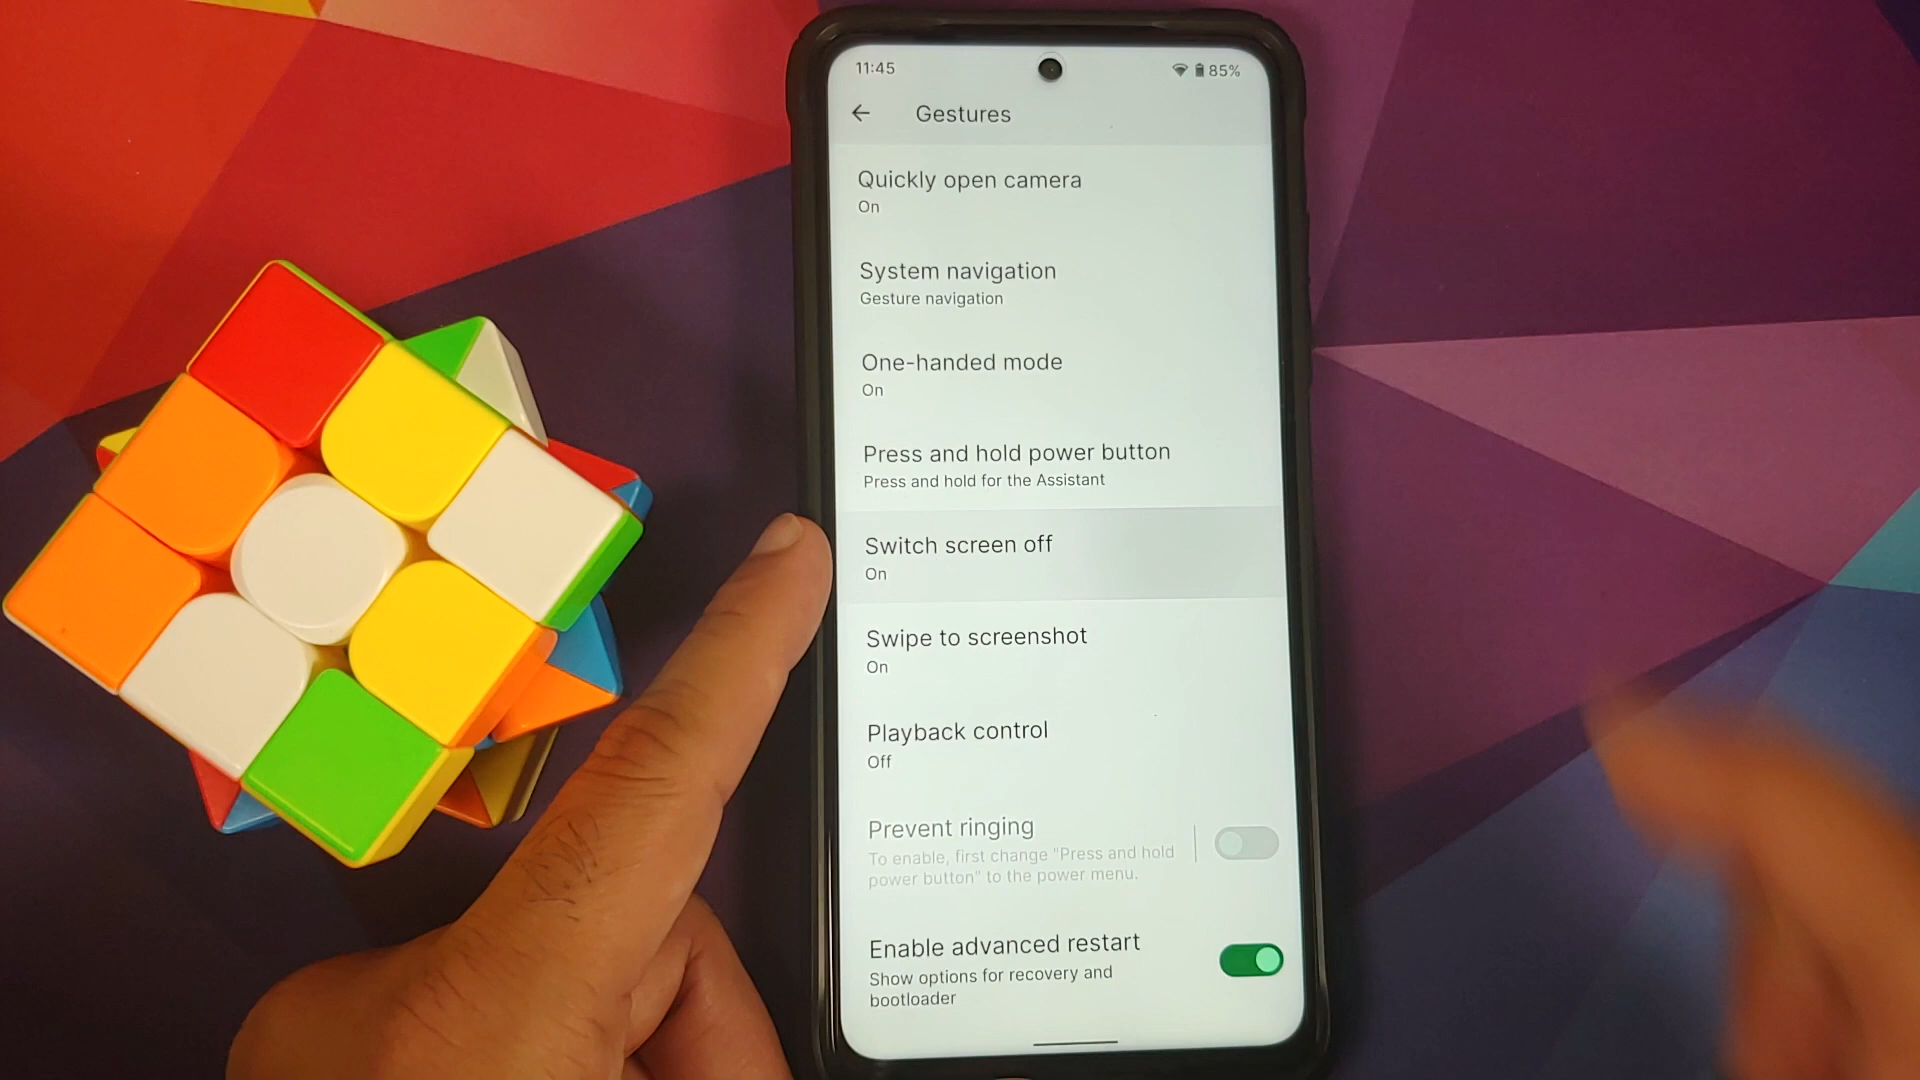 11:45
85%
Gestures
Quickly open camera
On
System navigation
Gesture navigation
One-handed mode
On
Press and hold power button
Press and hold for the Assistant
Switch screen off
On
Swipe to screenshot
On
Playback control
Off
Prevent ringing
To enable, first change "Press and hold
power button" to the power menu.
Enable advanced restart
Show options for recovery and
bootloader